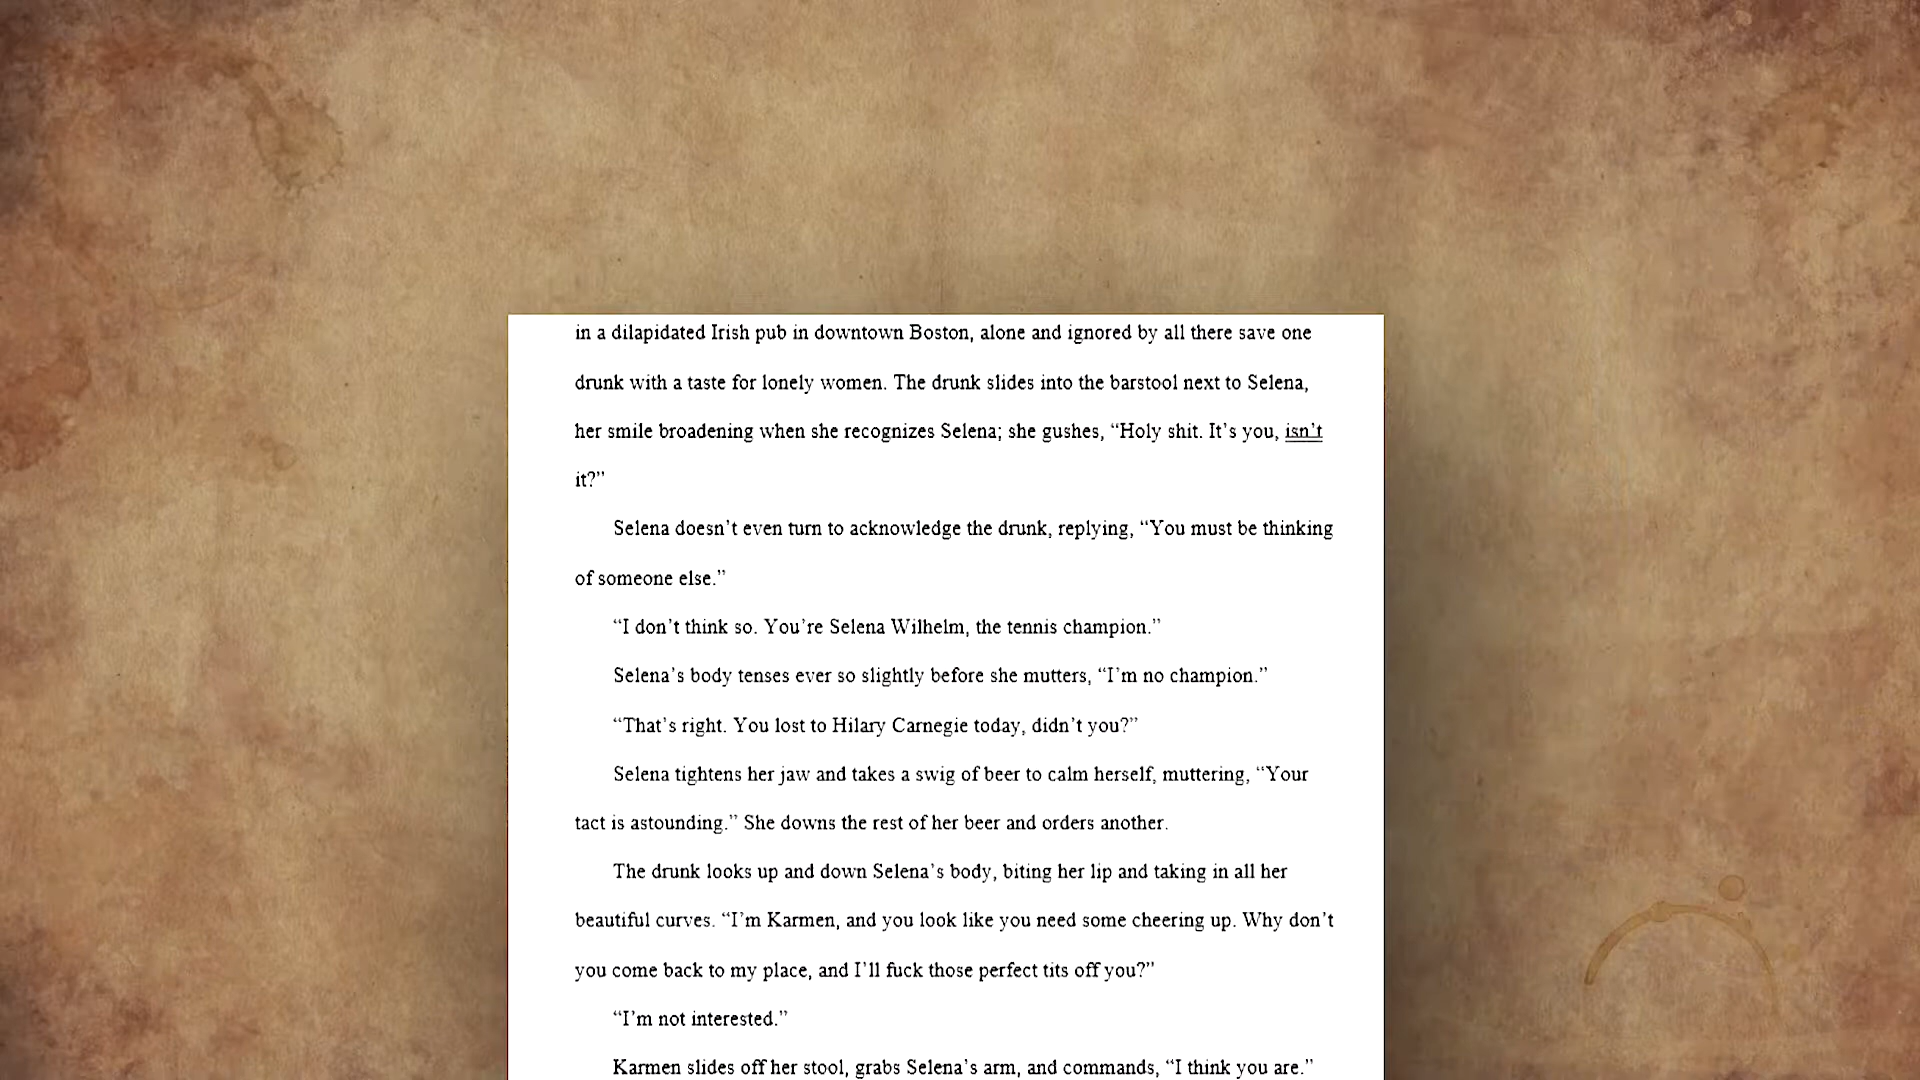 in a dilapidated Irish pub in downtown Boston, alone and ignored by all there save one
drunk with a taste for lonely women. The drunk slides into the barstool next to Selena,
her smile broadening when she recognizes Selena; she gushes, “Holy shit. It’s you, isn’t
it?”
Selena doesn’t even turn to acknowledge the drunk, replying, “You must be thinking
of someone else.”
“I don’t think so. You’re Selena Wilhelm, the tennis champion.”
Selena’s body tenses ever so slightly before she mutters, “I’m no champion.”
“That’s right. You lost to Hilary Carnegie today, didn’t you?”
Selena tightens her jaw and takes a swig of beer to calm herself, muttering, “Your
tact is astounding.” She downs the rest of her beer and orders another.
The drunk looks up and down Selena’s body, biting her lip and taking in all her
beautiful curves. “I’m Karmen, and you look like you need some cheering up. Why don’t
you come back to my place, and I’ll fuck those perfect tits off you?”
“I’m not interested.”
Karmen slides off her stool, grabs Selena’s arm, and commands, “I think you are.”